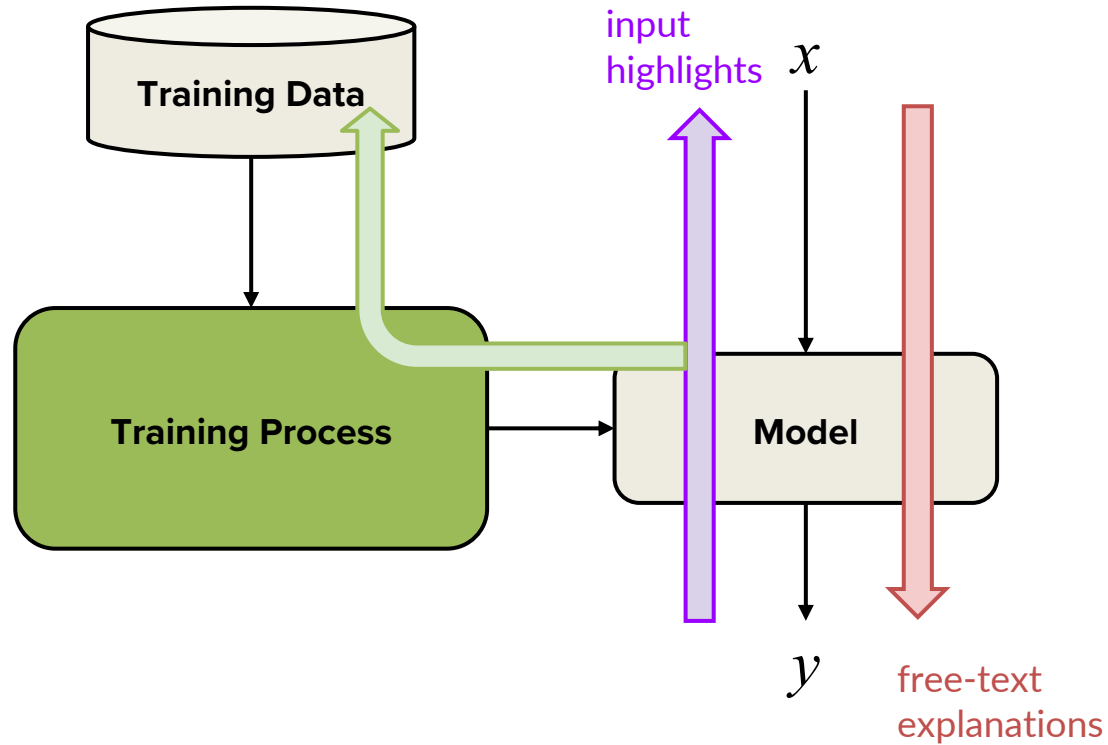 input
highlights
x
Training Data
Training Process
Model
y
free-text
explanations